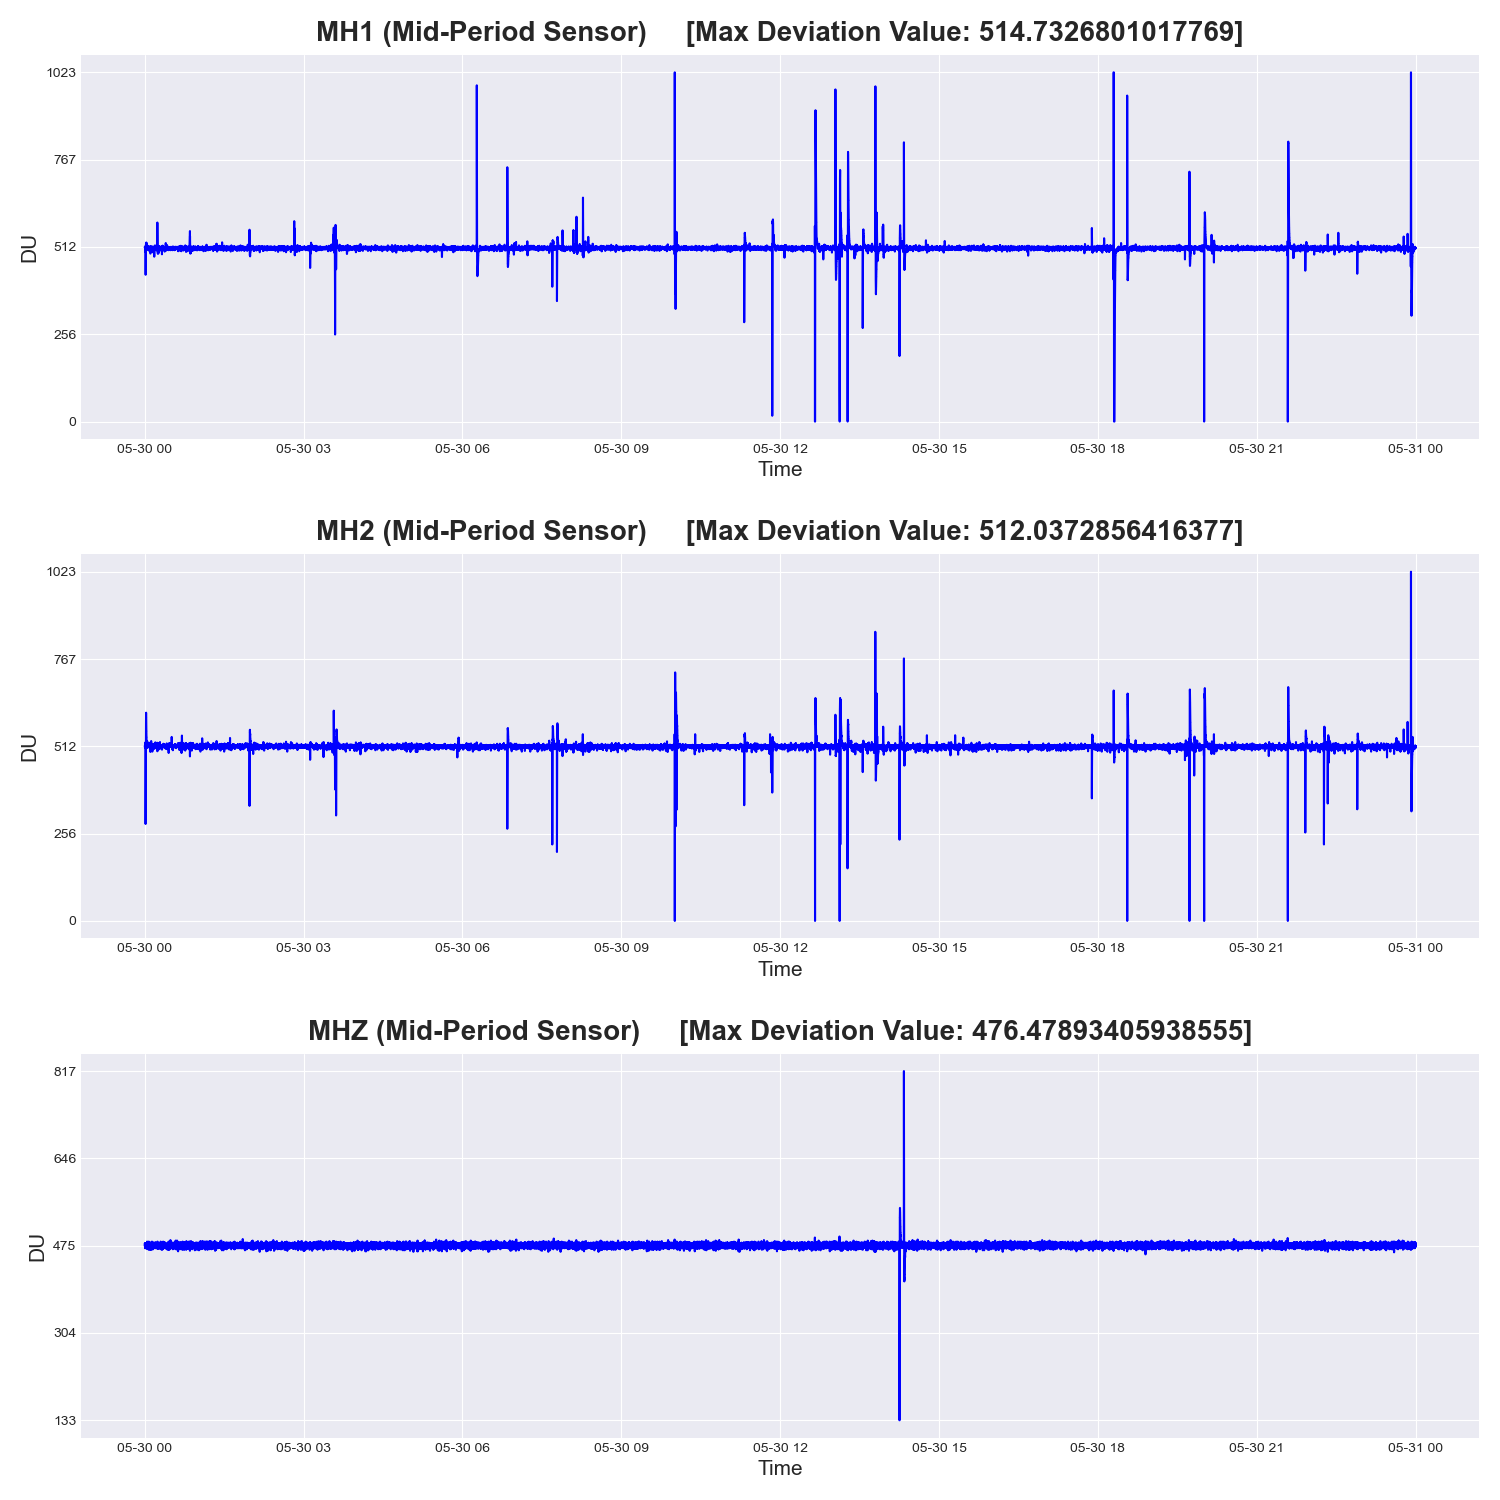 MH1 (Mid-Period Sensor) [Max Deviation Value: 514.7326801017769]
1023
767
512
256
0
DU
05-30 00 05-30 03 05-30 06 05-30 09 05-30 12 05-30 15 05-30 18 05-30 21 05-31 00
Time
MH2 (Mid-Period Sensor) [Max Deviation Value: 512.0372856416377]
1023
767
512
256
0
DU
05-30 00 05-30 03 05-30 06 05-30 09 05-30 12 05-30 15 05-30 18 05-30 21 05-31 00
Time
MHZ (Mid-Period Sensor) [Max Deviation Value: 476.47893405938555]
817
646
475
304
133
DU
05-30 00 05-30 03 05-30 06 05-30 09 05-30 12 05-30 15 05-30 18 05-30 21 05-31 00
Time